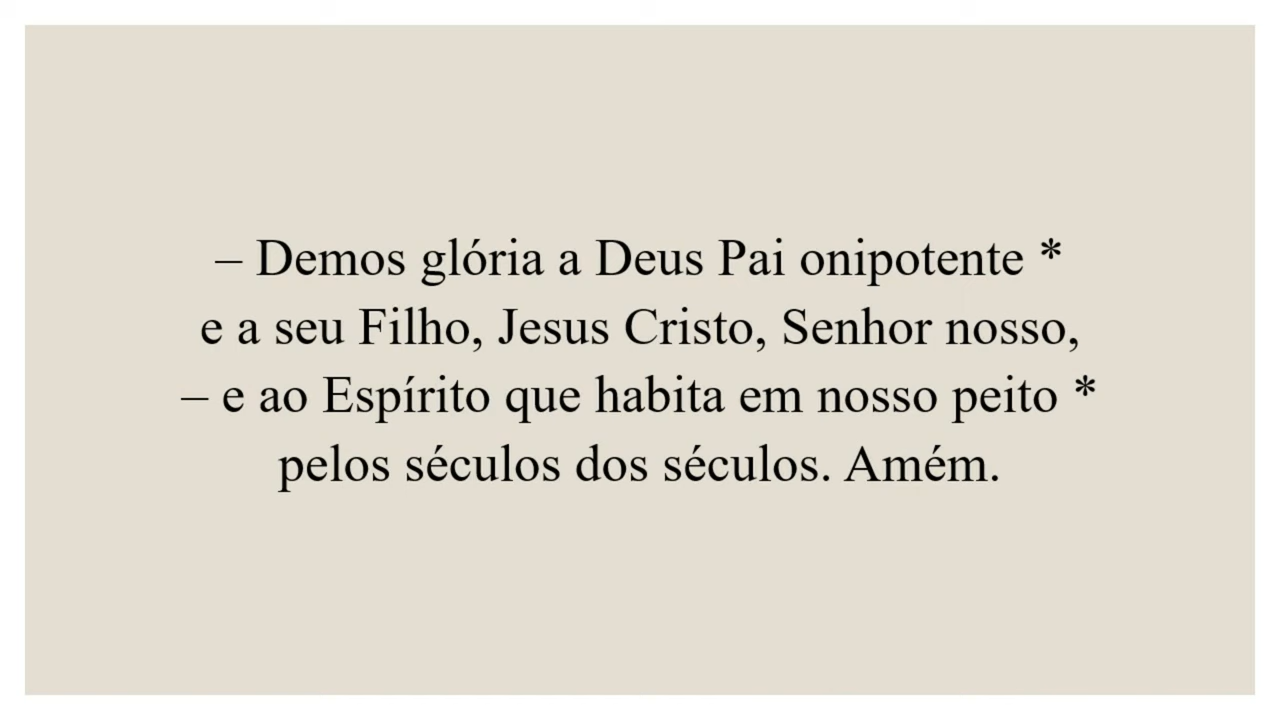 – Demos glória a Deus Pai onipotente *
e a seu Filho, Jesus Cristo, Senhor nosso,
– e ao Espírito que habita em nosso peito *
pelos séculos dos séculos. Amém.